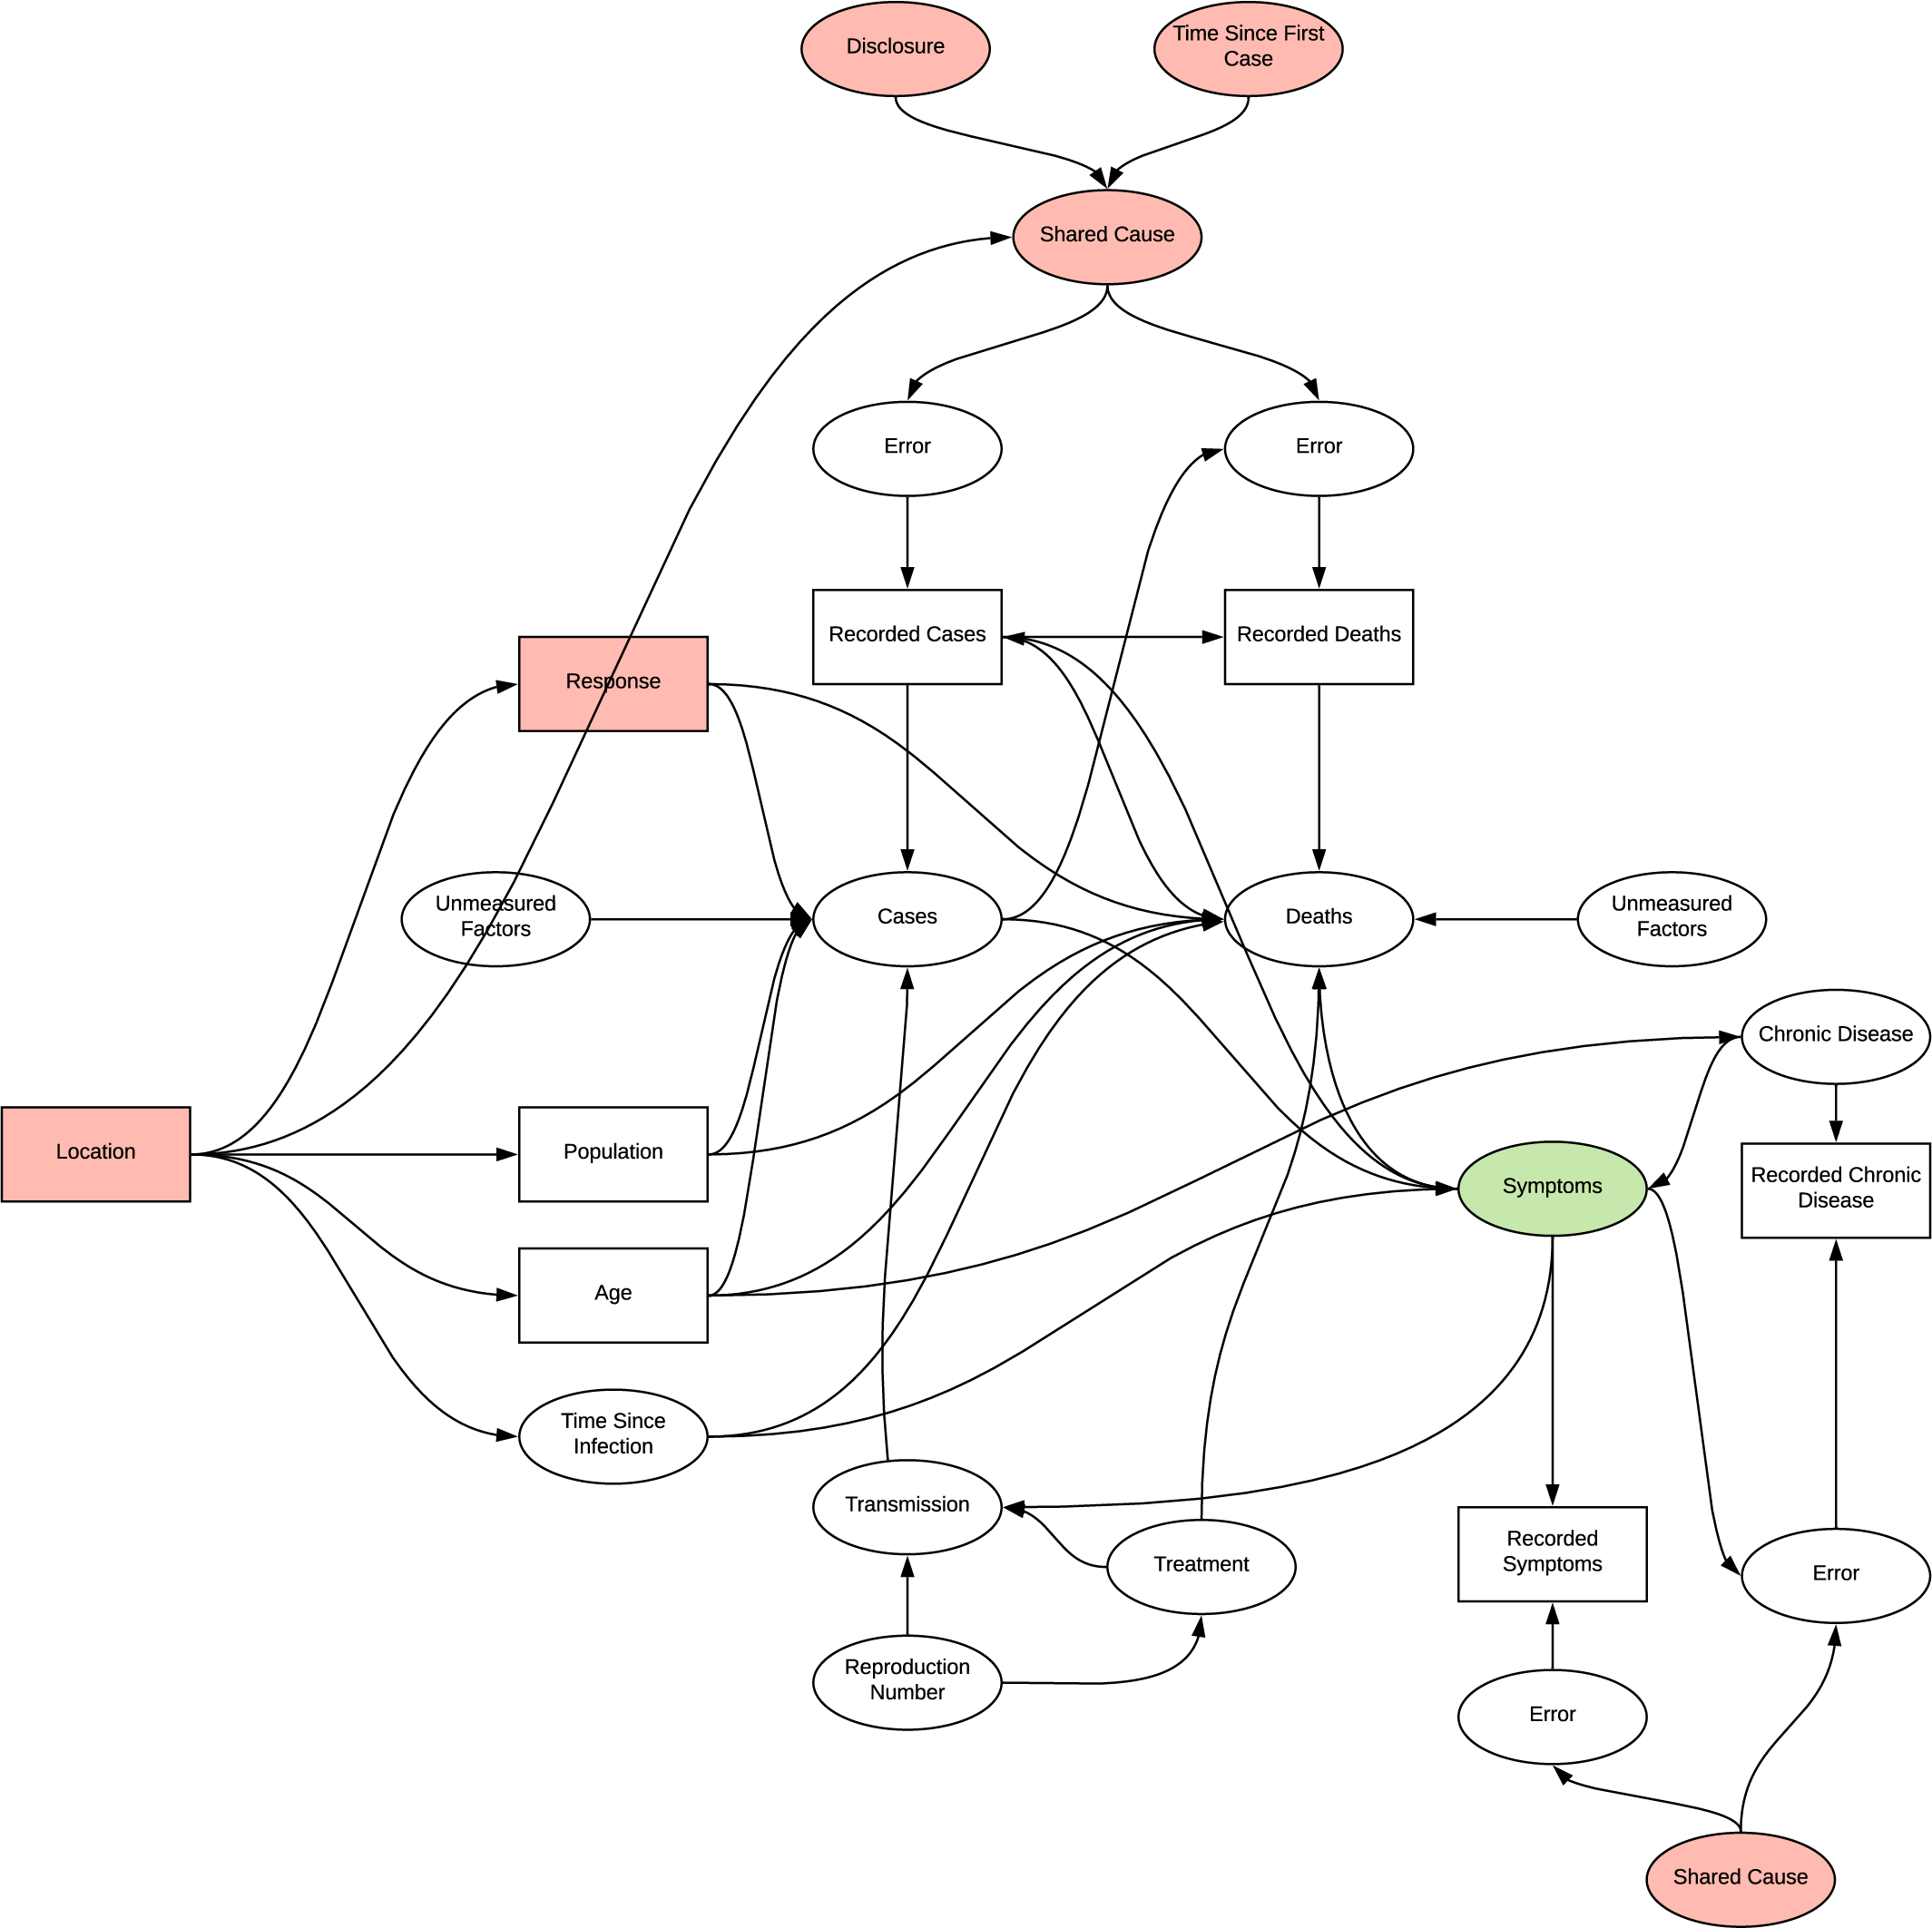 Disclosure
Time Since First
Case
Shared Cause
Error
Error
Recorded Cases
Recorded Deaths
Response
Unmeasured
Factors
Cases
Deaths
Unmeasured
Factors
Chronic Disease
Location
Population
Symptoms
Recorded Chronic
Disease
Age
Time Since
Infection
Transmission
Treatment
Recorded
Symptoms
Error
Reproduction
Number
Error
Shared Cause